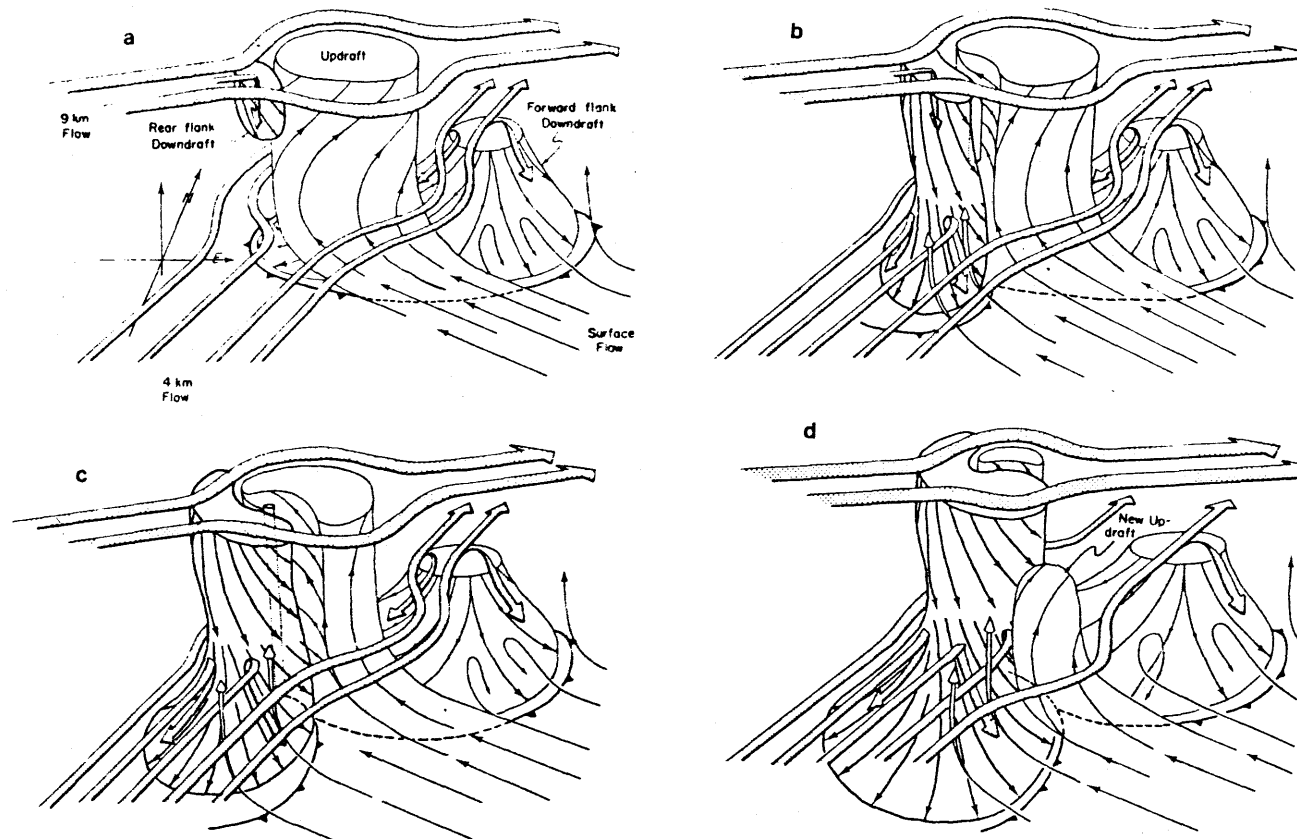 a
Updraft
9 km
Flow
Rear flank
Downdraft
Forward flank
Downdraft
N
E
Surface
Flow
4 km
Flow
b
c
d
New Up-
draft